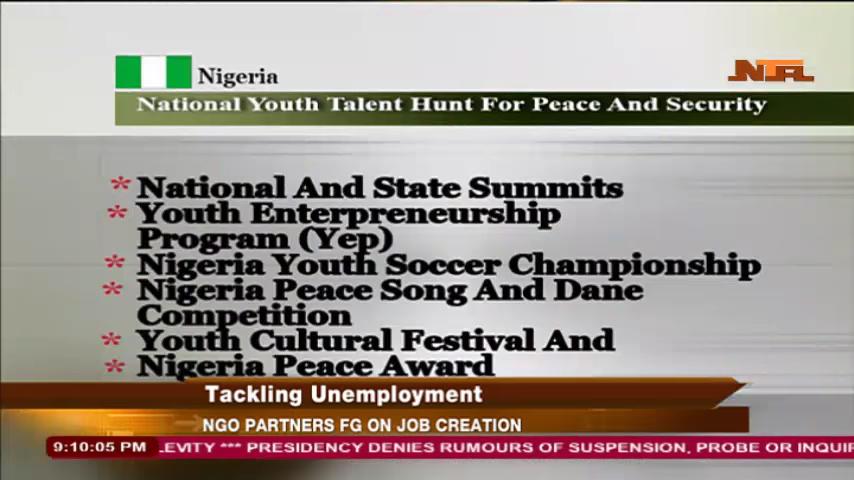 Nigeria
NTA
National Youth Talent Hunt For Peace And Security
* National And State Summits
* Youth Enterpreneurship
Program (Yep)
* Nigeria Youth Soccer Championship
* Nigeria Peace Song And Dane
Competition
* Youth Cultural Festival And
* Nigeria Peace Award
Tackling Unemployment
NGO PARTNERS FG ON JOB CREATION
9:10:05 PM LEVITY *** PRESIDENCY DENIES RUMOURS OF SUSPENSION, PROBE OR INQUIR